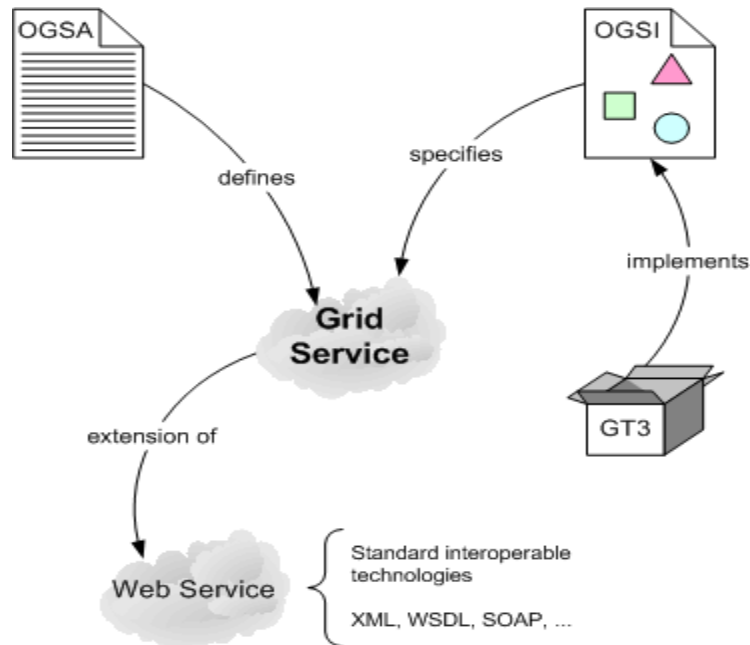 OGSA
OGSI
defines
specifies
implements
Grid
Service
GT3
extension of
Web Service
Standard interoperable
technologies
XML, WSDL, SOAP, ...